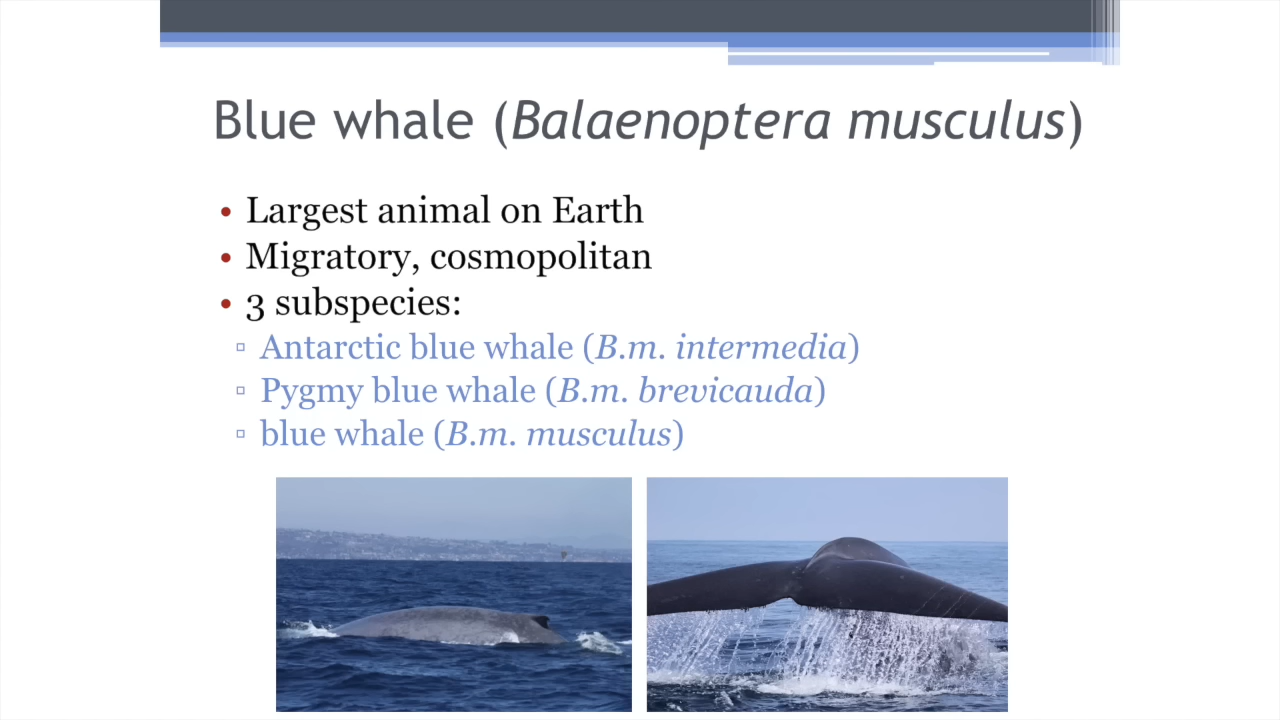 Blue whale (Balaenoptera musculus)
• Largest animal on Earth
• Migratory, cosmopolitan
• 3 subspecies:
▫ Antarctic blue whale (B.m. intermedia)
▫ Pygmy blue whale (B.m. brevicauda)
▫ blue whale (B.m. musculus)